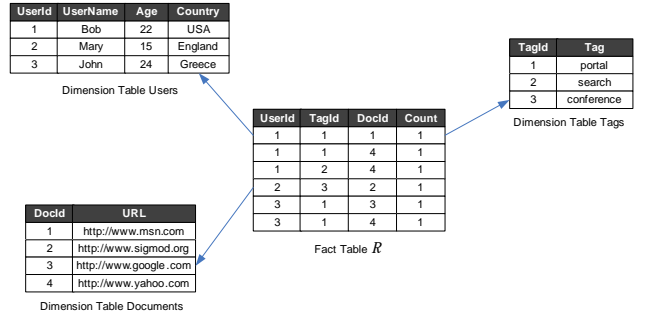 UserId UserName Age Country
1 Bob 22 USA
2 Mary 15 England
3 John 24 Greece
Dimension Table Users
TagId Tag
1 portal
2 search
3 conference
Dimension Table Tags
UserId TagId DocId Count
1 1 1 1
1 1 4 1
1 2 4 1
2 3 2 1
3 1 3 1
3 1 4 1
Fact Table R
DocId URL
1 http://www.msn.com
2 http://www.sigmod.org
3 http://www.google.com
4 http://www.yahoo.com
Dimension Table Documents